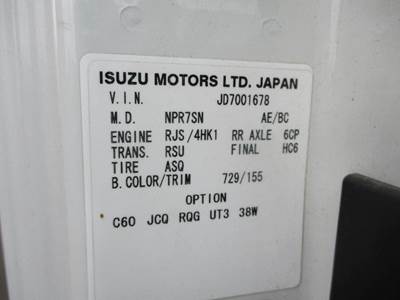 ISUZU MOTORS LTD. JAPAN
V.I.N. JD7001678
M.D. NPR7SN AE/BC
ENGINE RJS/4HK1 RR AXLE 6CP
TRANS. RSU FINAL HC6
TIRE ASQ
B.COLOR/TRIM 729/155
OPTION
C60 JCQ RQG UT3 38W